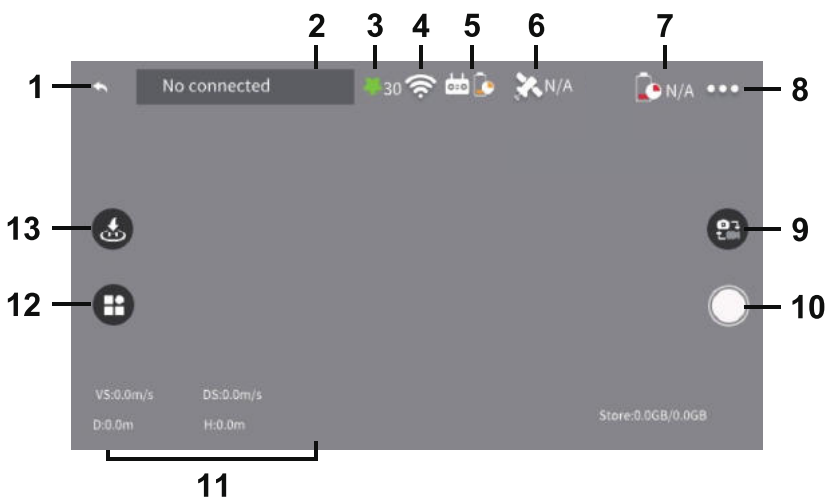 2 3 4 5 6 7
1 No connected 30 N/A N/A 8
13 9
12 10
VS:0.0m/s DS:0.0m/s
D:0.0m H:0.0m Store:0.0GB/0.0GB
11